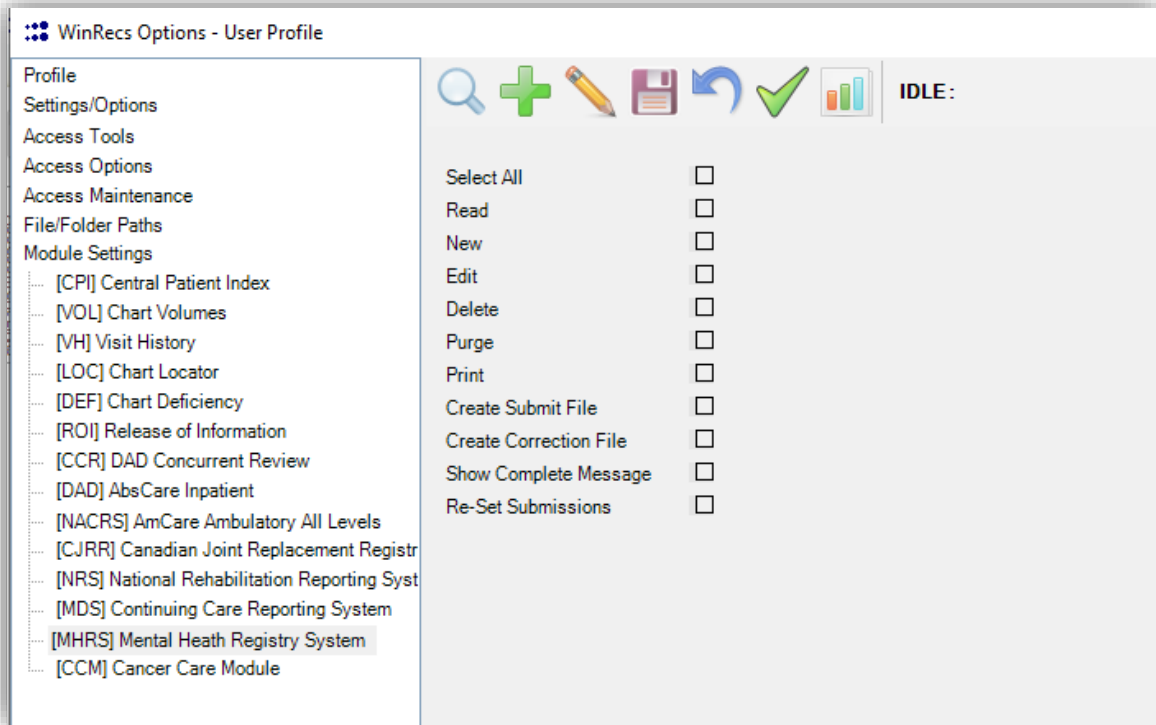 WinRecs Options - User Profile
Profile
Settings/Options
Access Tools
Access Options
Access Maintenance
File/Folder Paths
Module Settings
[CPI] Central Patient Index
[VOL] Chart Volumes
[VH] Visit History
[LOC] Chart Locator
[DEF] Chart Deficiency
[ROI] Release of Information
[CCR] DAD Concurrent Review
[DAD] AbsCare Inpatient
[NACRS] AmCare Ambulatory All Levels
[CJRR] Canadian Joint Replacement Registr
[NRS] National Rehabilitation Reporting Syst
[MDS] Continuing Care Reporting System
[MHRS] Mental Heath Registry System
[CCM] Cancer Care Module
IDLE :
Select All
Read
New
Edit
Delete
Purge
Print
Create Submit File
Create Correction File
Show Complete Message
Re-Set Submissions